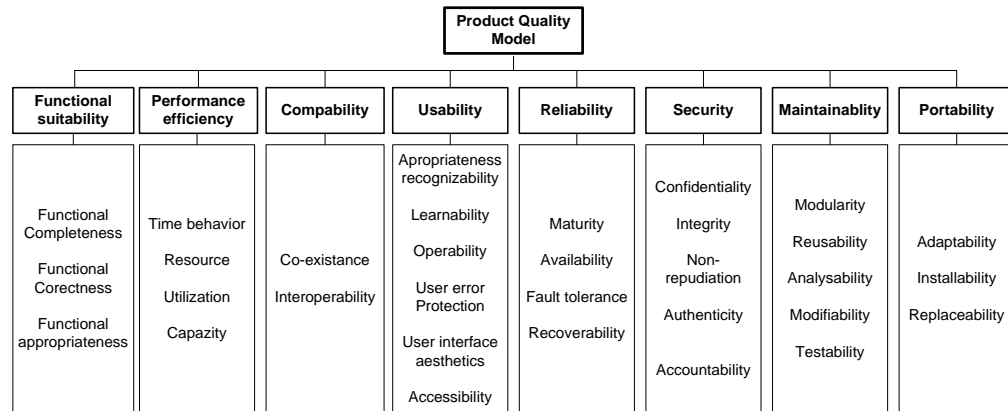 Product Quality
Model
Functional
suitability
Performance
efficiency
Compability
Usability
Reliability
Security
Maintainablity
Portability
Functional
Completeness
Functional
Corectness
Functional
appropriateness
Time behavior
Resource
Utilization
Capacity
Co-existance
Interoperability
Apropriateness
recognizability
Learnability
Operability
User error
Protection
User interface
aesthetics
Accessibility
Maturity
Availability
Fault tolerance
Recoverability
Confidentiality
Integrity
Non-
repudiation
Authenticity
Accountability
Modularity
Reusability
Analysability
Modifiability
Testability
Adaptability
Installability
Replaceability